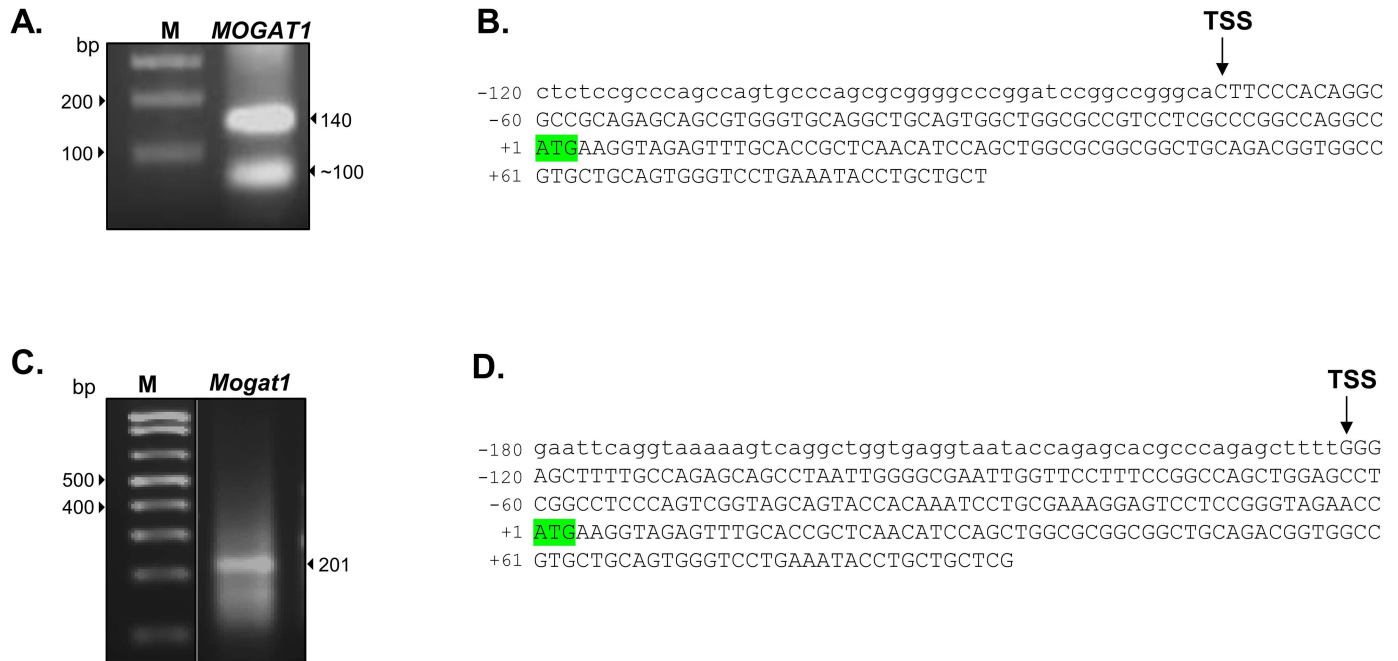 A.
M MOGAT1
bp
200
100
140
~100
B.
TSS
-120 ctctccgcccagccagtgcccagcgcggggcccggatccggccgggcaCTTCCCACAGGC
-60 GCCGCAGAGCAGCGTGGGTGCAGGCTGCAGTGGCTGGCGCCGTCCTCGCCCGGCCAGGCC
+1 ATGAAGGTAGAGTTTGCACCGCTCAACATCCAGCTGGCGCGGCGGCTGCAGACGGTGGCC
+61 GTGCTGCAGTGGGTCCTGAAATACCTGCTGCT
C.
bp M Mogat1
500
400
201
D.
TSS
-180 gaattcaggtaaaaagtcaggctggtgaggtaataccagagcacgcccagagcttttGGG
-120 AGCTTTTGCCAGAGCAGCCTAATTGGGGCGAATTGGTTCCTTTCCGGCCAGCTGGAGCCT
-60 CGGCCTCCCAGTCGGTAGCAGTACCACAAATCCTGCGAAAGGAGTCCTCCGGGTAGAACC
+1 ATGAAGGTAGAGTTTGCACCGCTCAACATCCAGCTGGCGCGGCGGCTGCAGACGGTGGCC
+61 GTGCTGCAGTGGGTCCTGAAATACCTGCTGCTCG